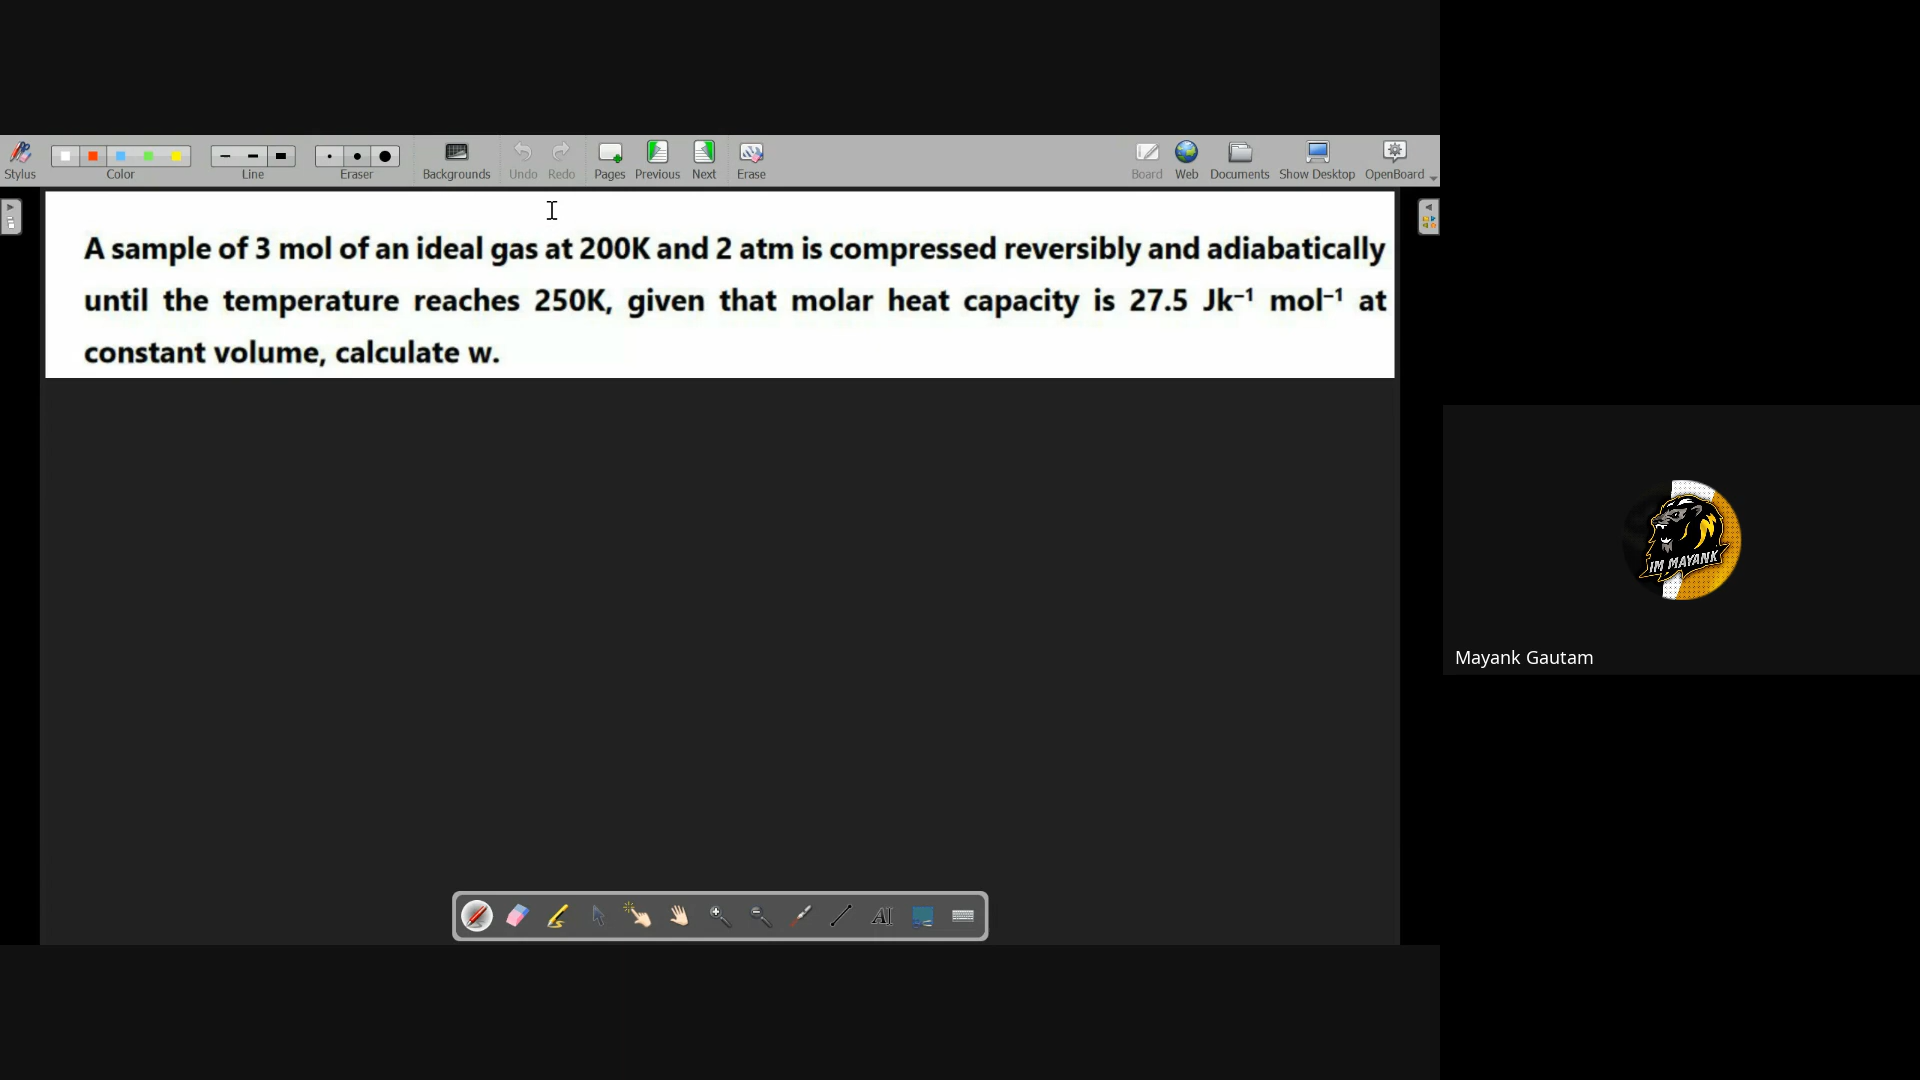 Stylus
Color
Line
Eraser
Backgrounds
Undo
Redo
Pages
Previous
Next
Erase
Board
Web
Documents
Show Desktop
OpenBoard
A sample of 3 mol of an ideal gas at 200K and 2 atm is compressed reversibly and adiabatically
until the temperature reaches 250K, given that molar heat capacity is 27.5 Jk⁻¹ mol⁻¹ at
constant volume, calculate w.
IM MAYANK
Mayank Gautam
AI